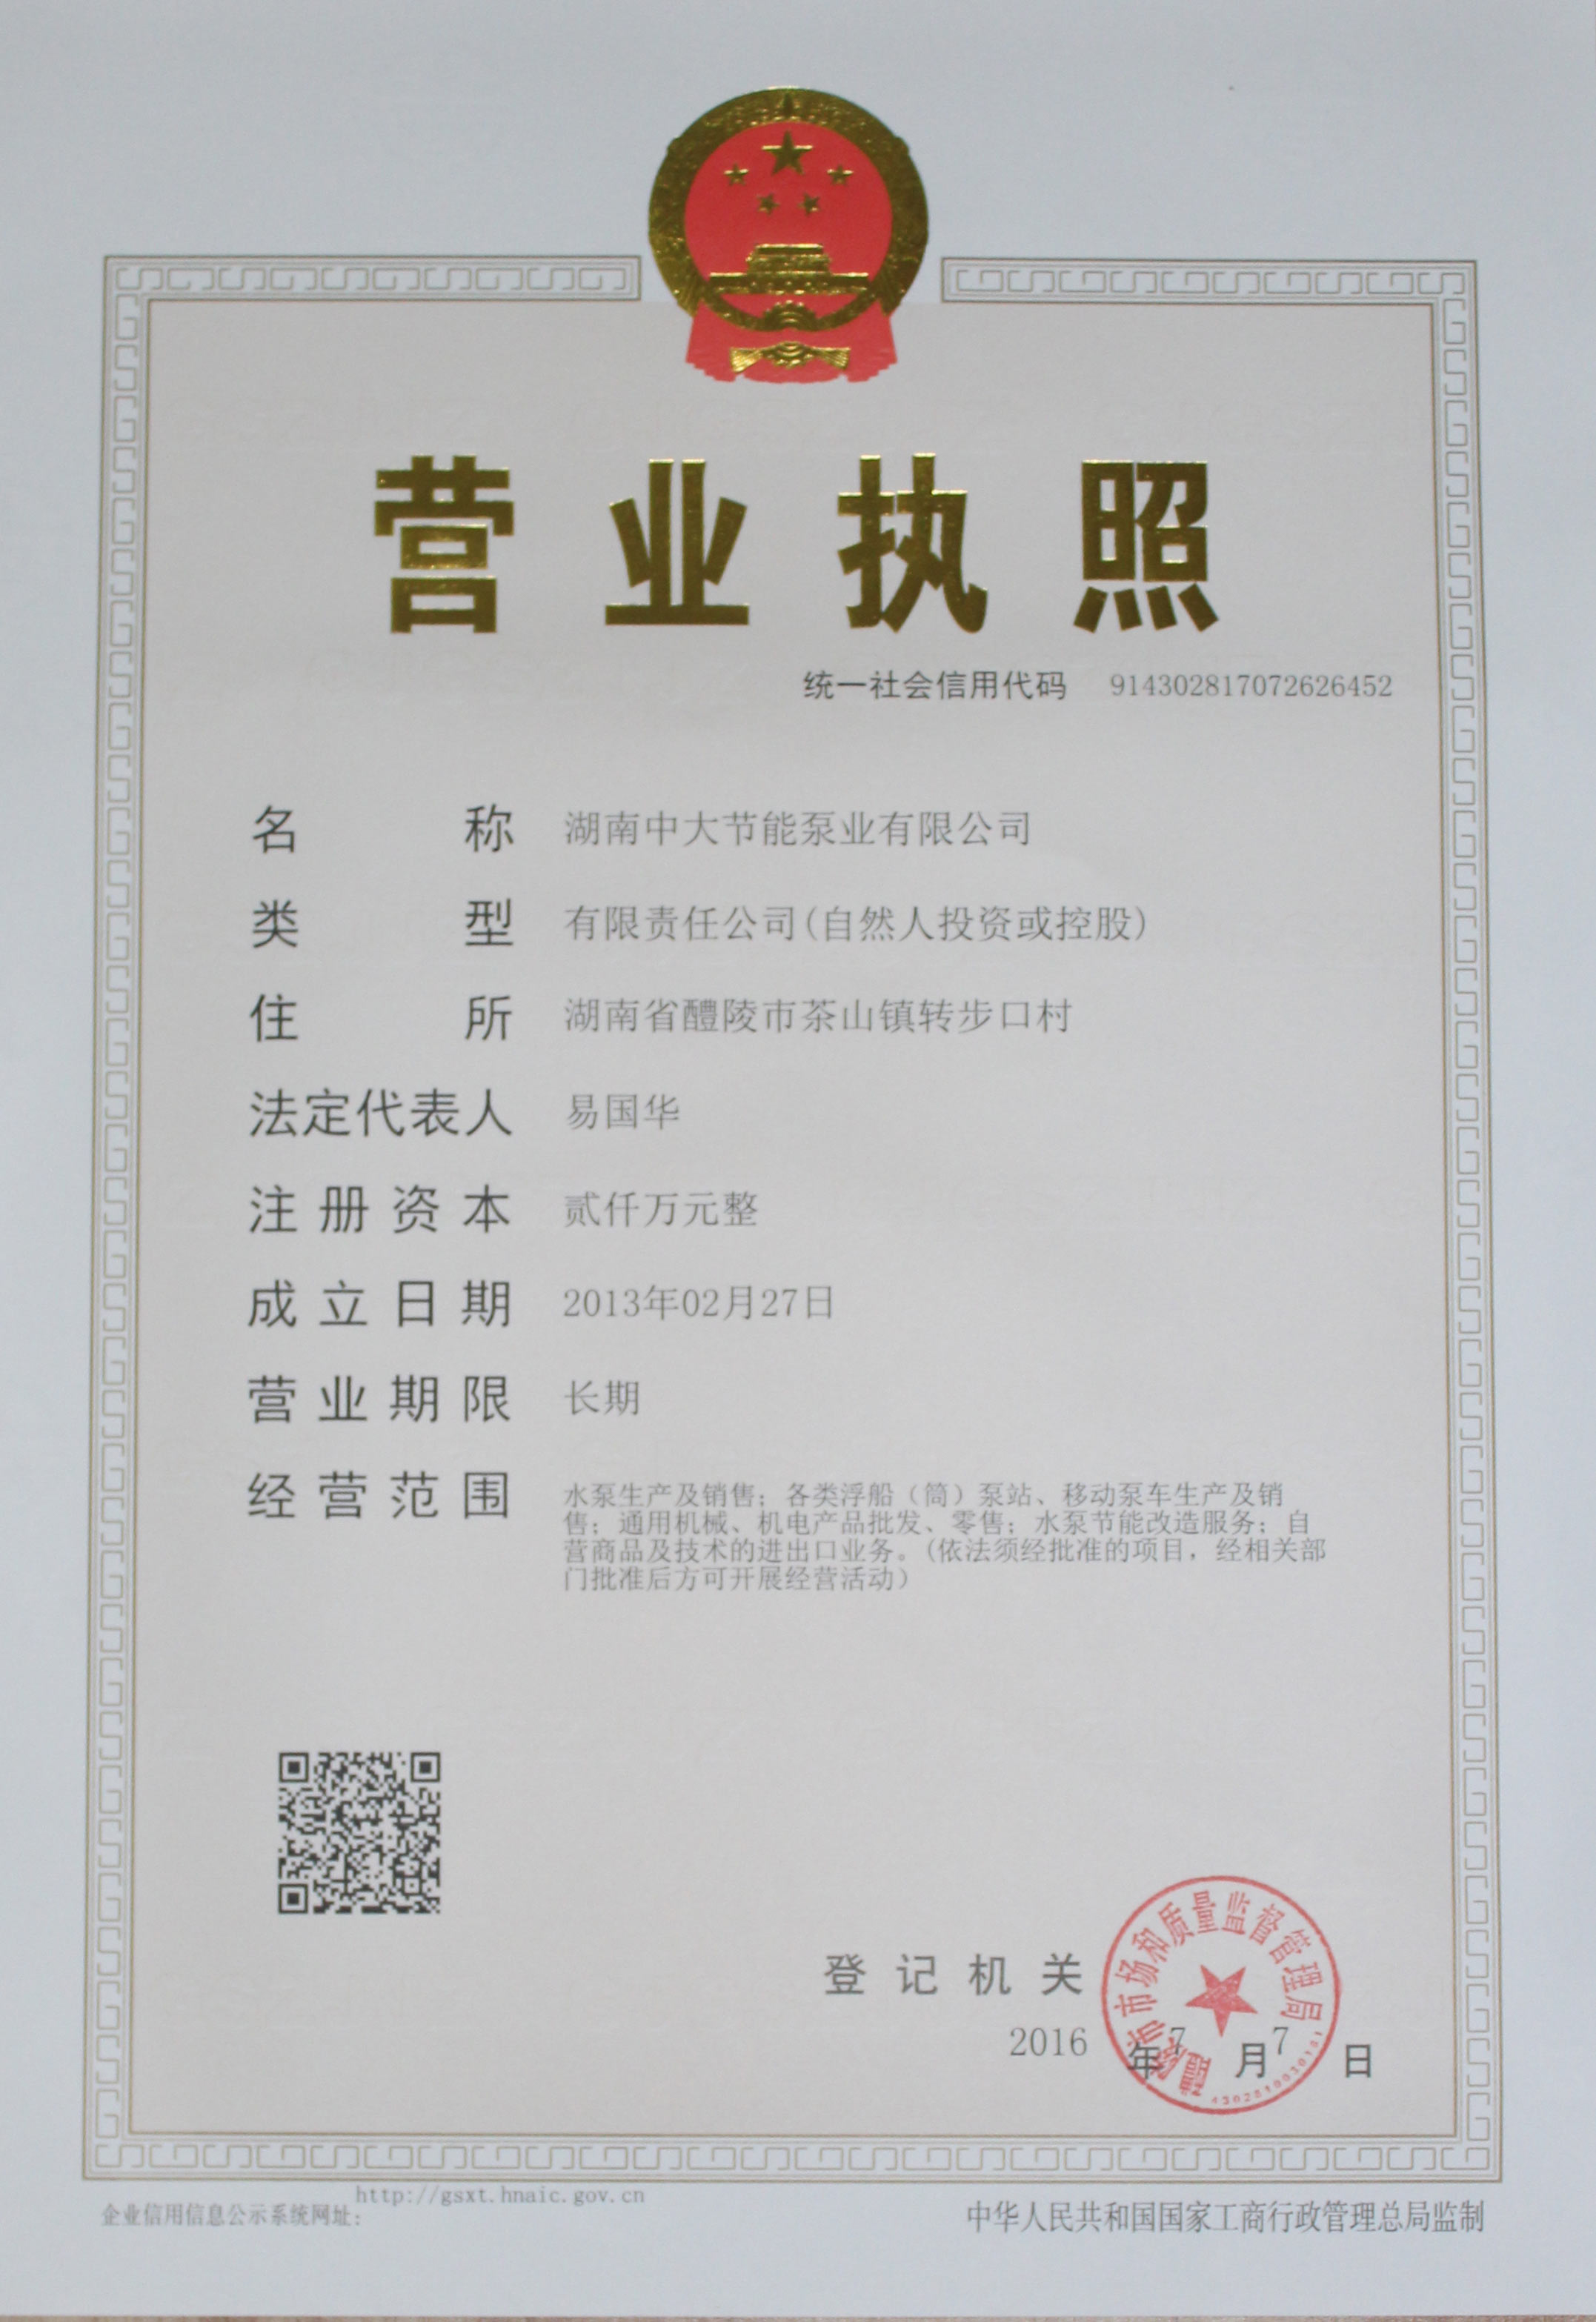 营业执照
统一社会信用代码 914302817072626452
名称 湖南中大节能泵业有限公司
类型 有限责任公司(自然人投资或控股)
住所 湖南省醴陵市茶山镇转步口村
法定代表人 易国华
注册资本 贰仟万元整
成立日期 2013年02月27日
营业期限 长期
经营范围 水泵生产及销售；各类浮船（筒）泵站、移动泵车生产及销
售；通用机械、机电产品批发、零售；水泵节能改造服务；自
营商品及技术的进出口业务。(依法须经批准的项目，经相关部
门批准后方可开展经营活动）
登记机关
醴陵市市场和质量监督管理局
2016年7月7日
企业信用信息公示系统网址：http://gsxt.hnaic.gov.cn
中华人民共和国国家工商行政管理总局监制